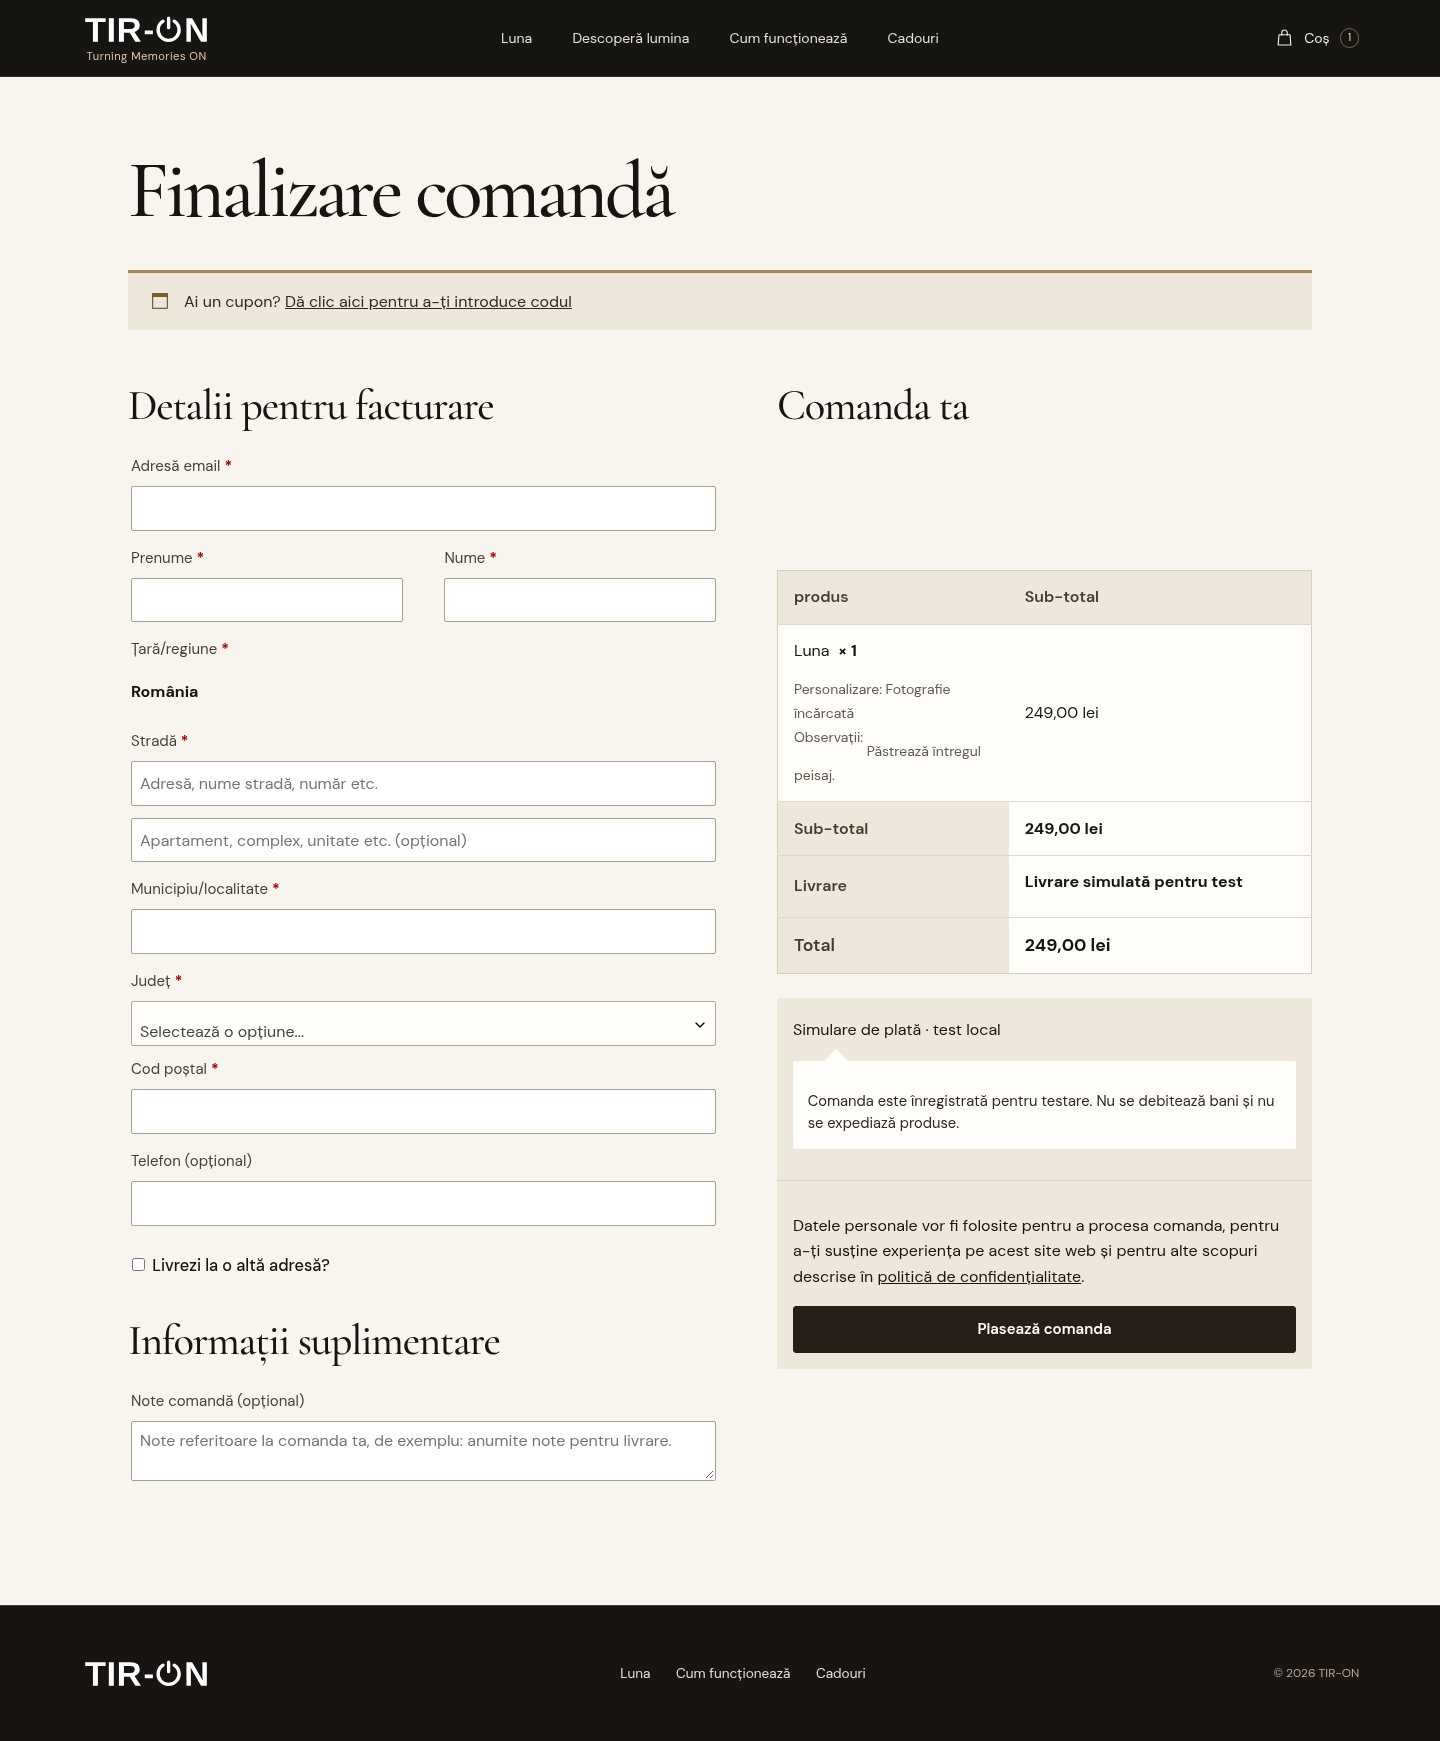 TIR-ON
Turning Memories ON
Luna
Descoperă lumina
Cum funcționează
Cadouri
Coș
1
Finalizare comandă
Ai un cupon? Dă clic aici pentru a-ți introduce codul
Detalii pentru facturare
Adresă email *
Prenume *
Nume *
Țară/regiune *
România
Stradă *
Adresă, nume stradă, număr etc.
Apartament, complex, unitate etc. (opțional)
Municipiu/localitate *
Județ *
Selectează o opțiune...
Cod poștal *
Telefon (opțional)
Livrezi la o altă adresă?
Informații suplimentare
Note comandă (opțional)
Note referitoare la comanda ta, de exemplu: anumite note pentru livrare.
Comanda ta
produs
Sub-total
Luna × 1
Personalizare: Fotografie
încărcată
Observații:
Păstrează întregul
peisaj.
249,00 lei
Sub-total
249,00 lei
Livrare
Livrare simulată pentru test
Total
249,00 lei
Simulare de plată · test local
Comanda este înregistrată pentru testare. Nu se debitează bani și nu
se expediază produse.
Datele personale vor fi folosite pentru a procesa comanda, pentru
a-ți susține experiența pe acest site web și pentru alte scopuri
descrise în politică de confidențialitate.
Plasează comanda
TIR-ON
Luna
Cum funcționează
Cadouri
© 2026 TIR-ON